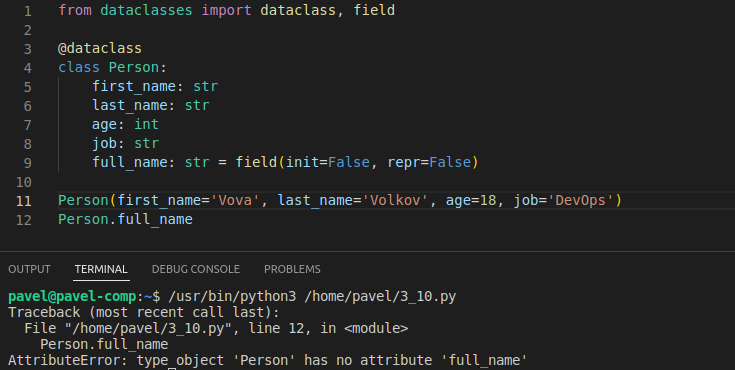 1 from dataclasses import dataclass, field
2
3 @dataclass
4 class Person:
5     first_name: str
6     last_name: str
7     age: int
8     job: str
9     full_name: str = field(init=False, repr=False)
10
11 Person(first_name='Vova', last_name='Volkov', age=18, job='DevOps')
12 Person.full_name
OUTPUT TERMINAL DEBUG CONSOLE PROBLEMS
pavel@pavel-comp:~$ /usr/bin/python3 /home/pavel/3_10.py
Traceback (most recent call last):
  File "/home/pavel/3_10.py", line 12, in <module>
    Person.full_name
AttributeError: type object 'Person' has no attribute 'full_name'